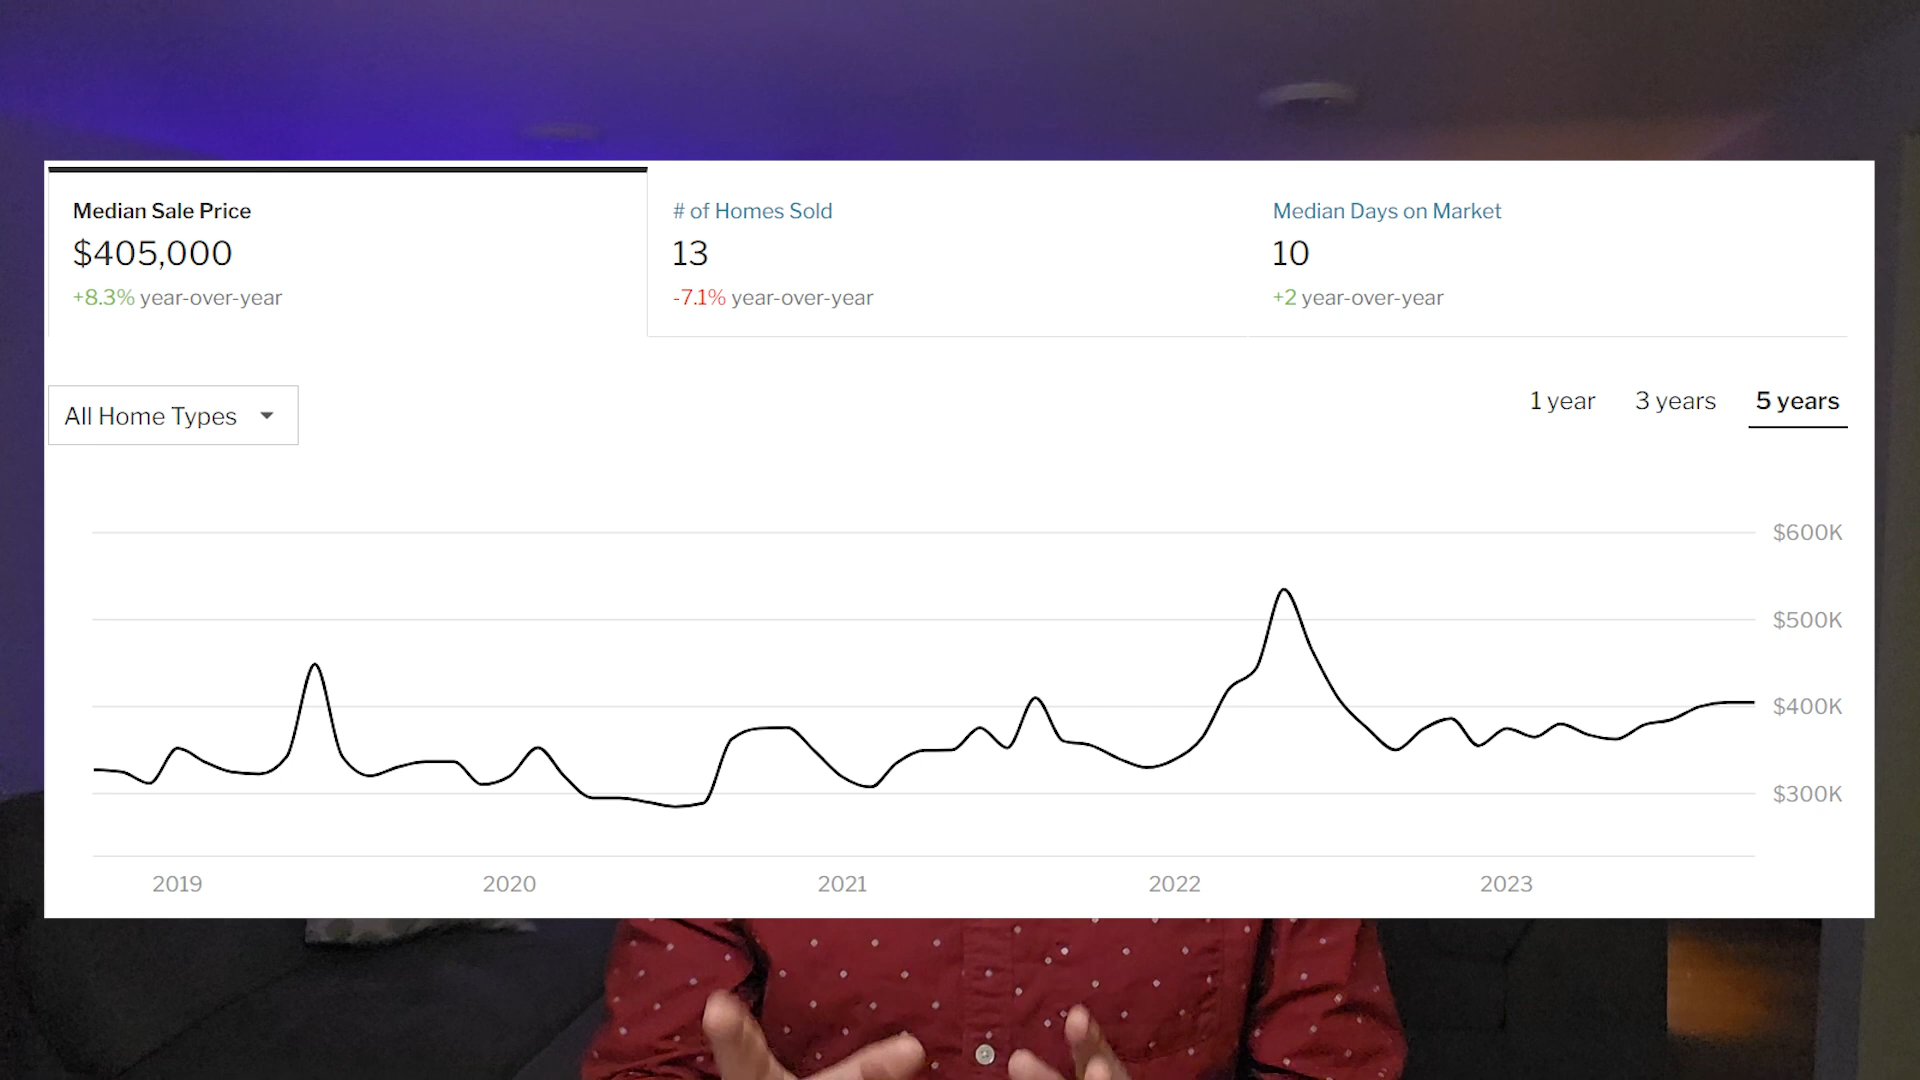 Median Sale Price
$405,000
+8.3% year-over-year
# of Homes Sold
13
-7.1% year-over-year
Median Days on Market
10
+2 year-over-year
All Home Types
1 year 3 years 5 years
$600K
$500K
$400K
$300K
2019 2020 2021 2022 2023